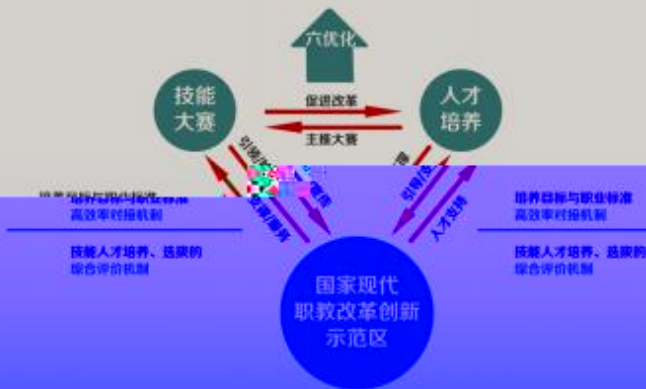 六优化
技能
大赛
促进改革
主推大赛
人才
培养
人才支持
培养目标与职业标准
高效率对接机制
技能人才培养、选拔的
综合评价机制
国家现代
职教改革创新
示范区
培养目标与职业标准
高效率对接机制
技能人才培养、选拔的
综合评价机制